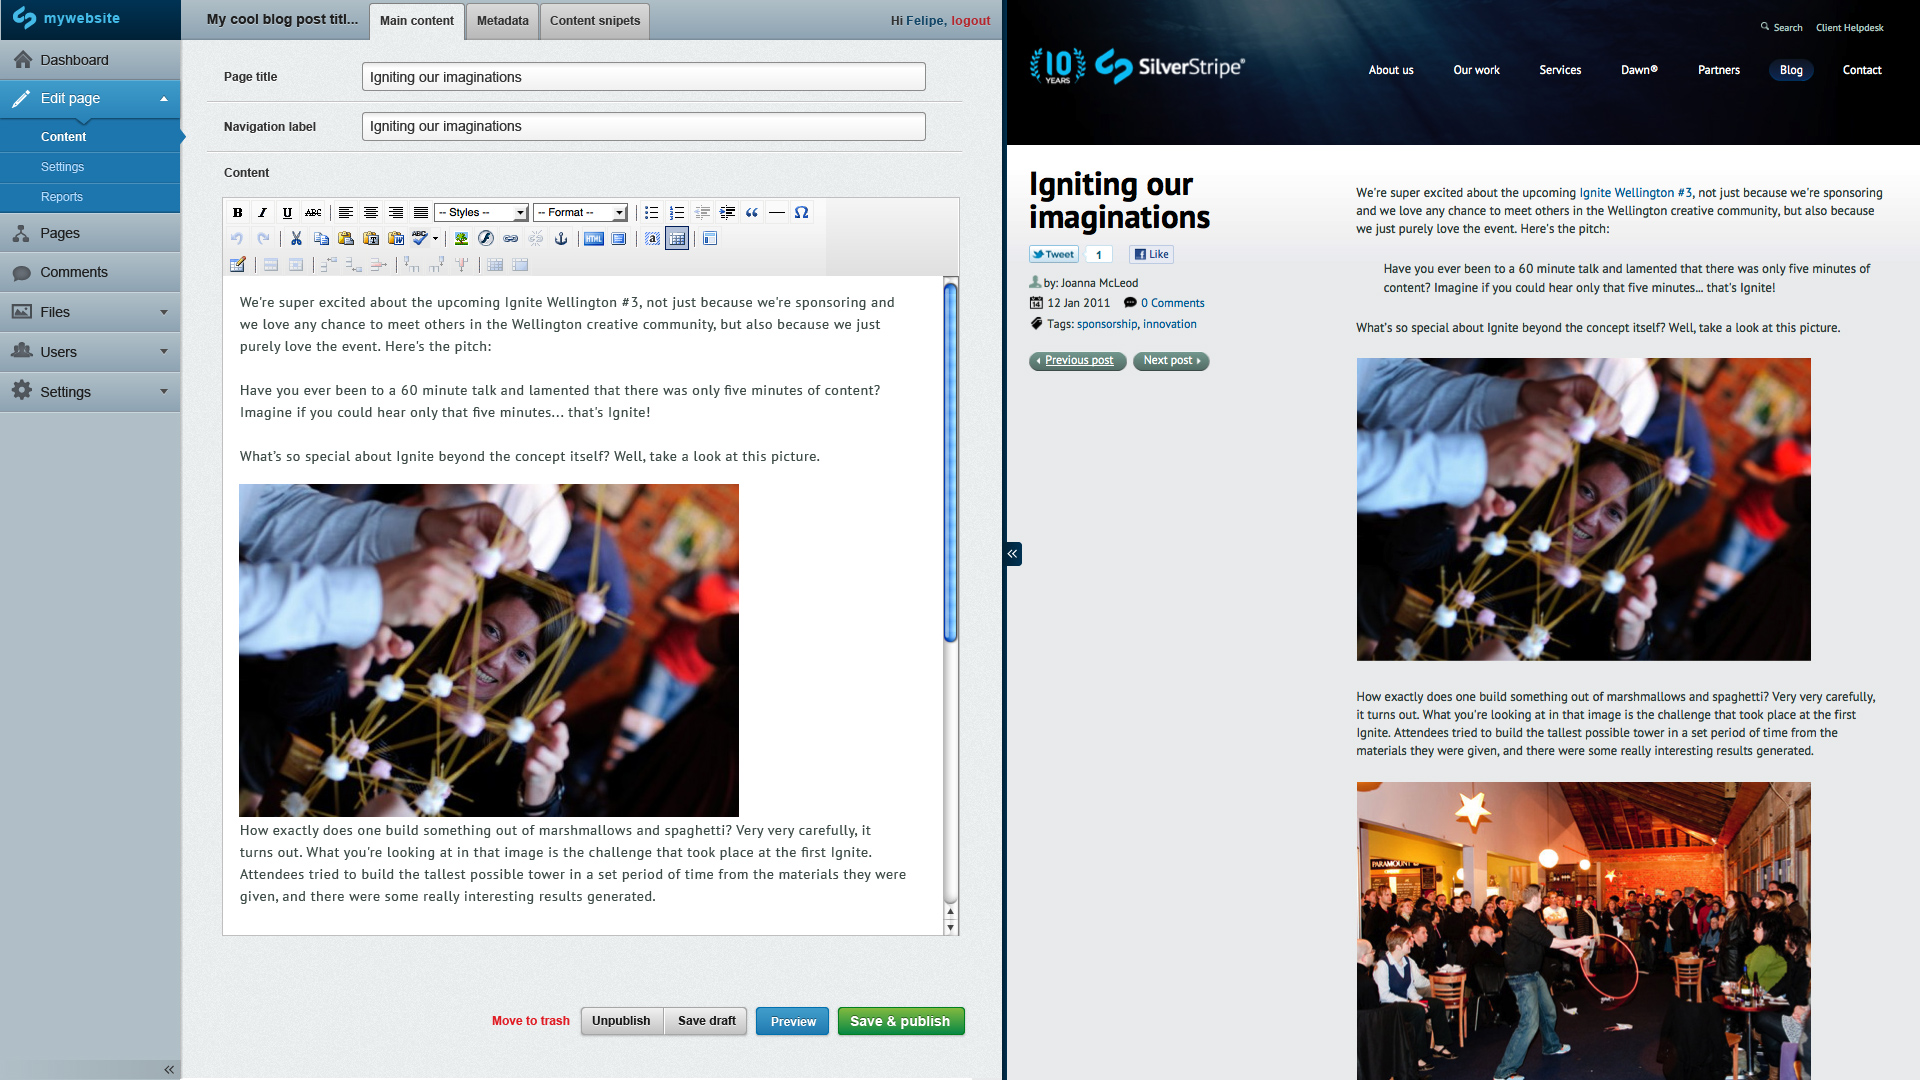 mywebsite
My cool blog post titl...
Main content
Metadata
Content snipets
Hi Felipe, logout
Dashboard
Edit page
Content
Settings
Reports
Pages
Comments
Files
Users
Settings
Page title
Igniting our imaginations
Navigation label
Igniting our imaginations
Content
B I U ABC
-- Styles --
-- Format --
ABC
HTML
We're super excited about the upcoming Ignite Wellington #3, not just because we're sponsoring and
we love any chance to meet others in the Wellington creative community, but also because we just
purely love the event. Here's the pitch:
Have you ever been to a 60 minute talk and lamented that there was only five minutes of content?
Imagine if you could hear only that five minutes... that's Ignite!
What's so special about Ignite beyond the concept itself? Well, take a look at this picture.
How exactly does one build something out of marshmallows and spaghetti? Very very carefully, it
turns out. What you're looking at in that image is the challenge that took place at the first Ignite.
Attendees tried to build the tallest possible tower in a set period of time from the materials they were
given, and there were some really interesting results generated.
Move to trash
Unpublish
Save draft
Preview
Save & publish
Search
Client Helpdesk
10
YEARS
SilverStripe®
About us
Our work
Services
Dawn®
Partners
Blog
Contact
Igniting our
imaginations
Tweet
1
Like
by: Joanna McLeod
12 Jan 2011
0 Comments
Tags: sponsorship, innovation
Previous post
Next post
We're super excited about the upcoming Ignite Wellington #3, not just because we're sponsoring
and we love any chance to meet others in the Wellington creative community, but also because
we just purely love the event. Here's the pitch:
Have you ever been to a 60 minute talk and lamented that there was only five minutes of
content? Imagine if you could hear only that five minutes... that's Ignite!
What's so special about Ignite beyond the concept itself? Well, take a look at this picture.
How exactly does one build something out of marshmallows and spaghetti? Very very carefully,
it turns out. What you're looking at in that image is the challenge that took place at the first
Ignite. Attendees tried to build the tallest possible tower in a set period of time from the
materials they were given, and there were some really interesting results generated.
PARAMOUNT